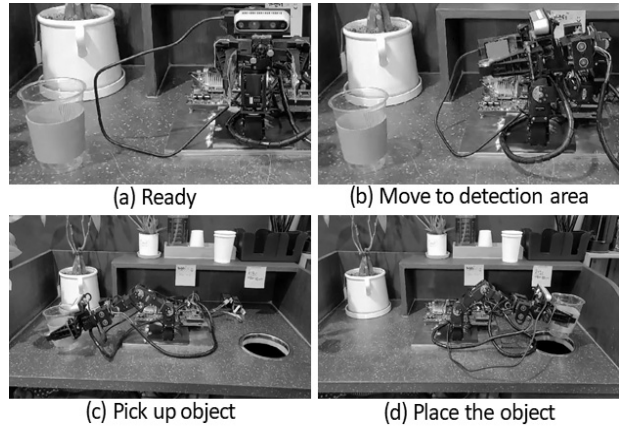 (a) Ready
(b) Move to detection area
(c) Pick up object
(d) Place the object